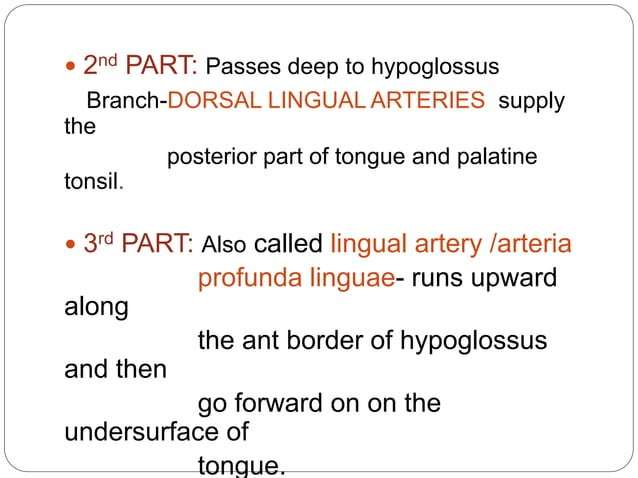 • 2nd PART: Passes deep to hypoglossus
Branch-DORSAL LINGUAL ARTERIES supply
the
posterior part of tongue and palatine
tonsil.
• 3rd PART: Also called lingual artery /arteria
profunda linguae- runs upward
along
the ant border of hypoglossus
and then
go forward on on the
undersurface of
tongue.